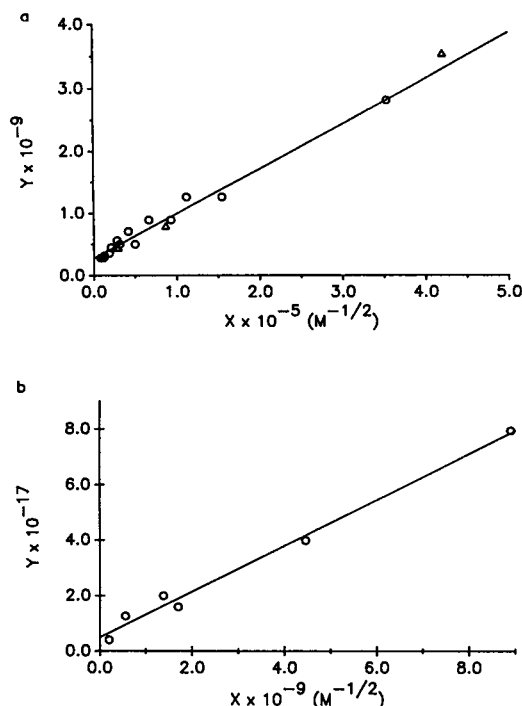 a
Y × 10⁻⁹
4.0
3.0
2.0
1.0
0.0
0.0 1.0 2.0 3.0 4.0 5.0
X × 10⁻⁵ (M⁻¹/²)
b
Y × 10⁻¹⁷
8.0
6.0
4.0
2.0
0.0
0.0 2.0 4.0 6.0 8.0
X × 10⁻⁹ (M⁻¹/²)